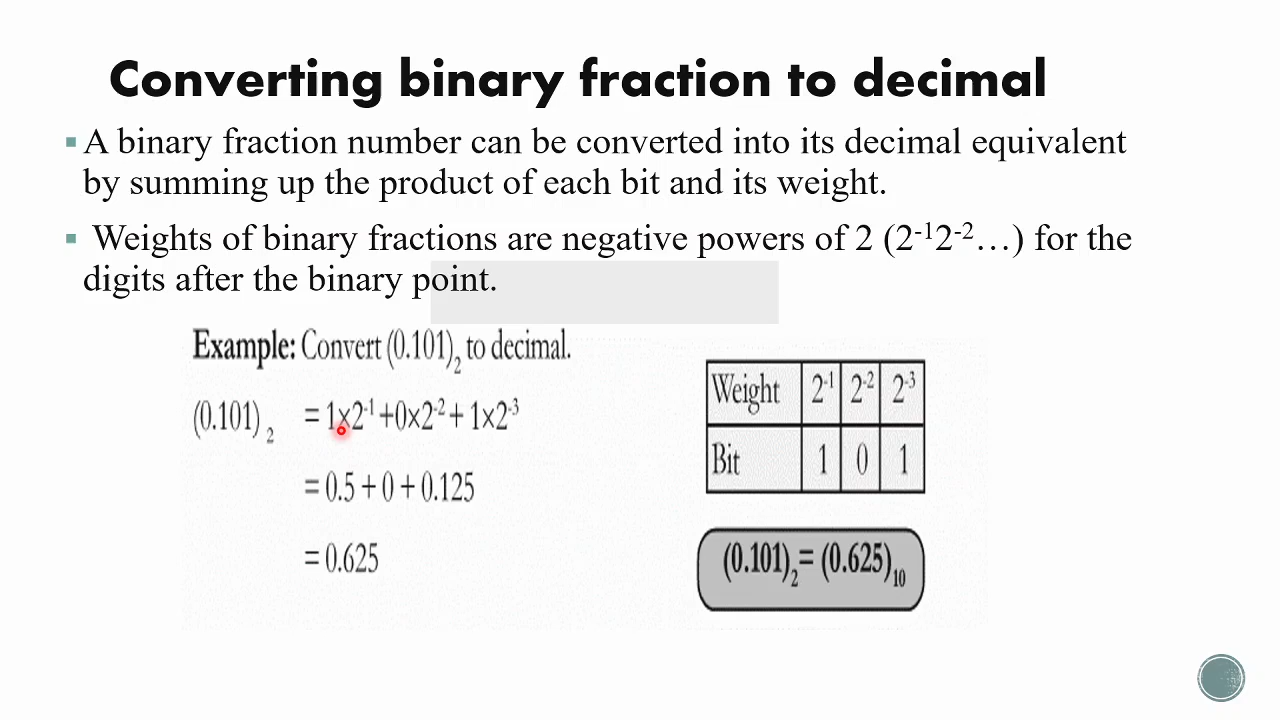 Converting binary fraction to decimal
▪ A binary fraction number can be converted into its decimal equivalent
by summing up the product of each bit and its weight.
▪ Weights of binary fractions are negative powers of 2 (2⁻¹2⁻²…) for the
digits after the binary point.
Example: Convert (0.101)₂ to decimal.
(0.101)₂ = 1×2⁻¹ +0×2⁻² + 1×2⁻³
= 0.5 + 0 + 0.125
= 0.625
Weight 2⁻¹ 2⁻² 2⁻³
Bit 1 0 1
(0.101)₂= (0.625)₁₀